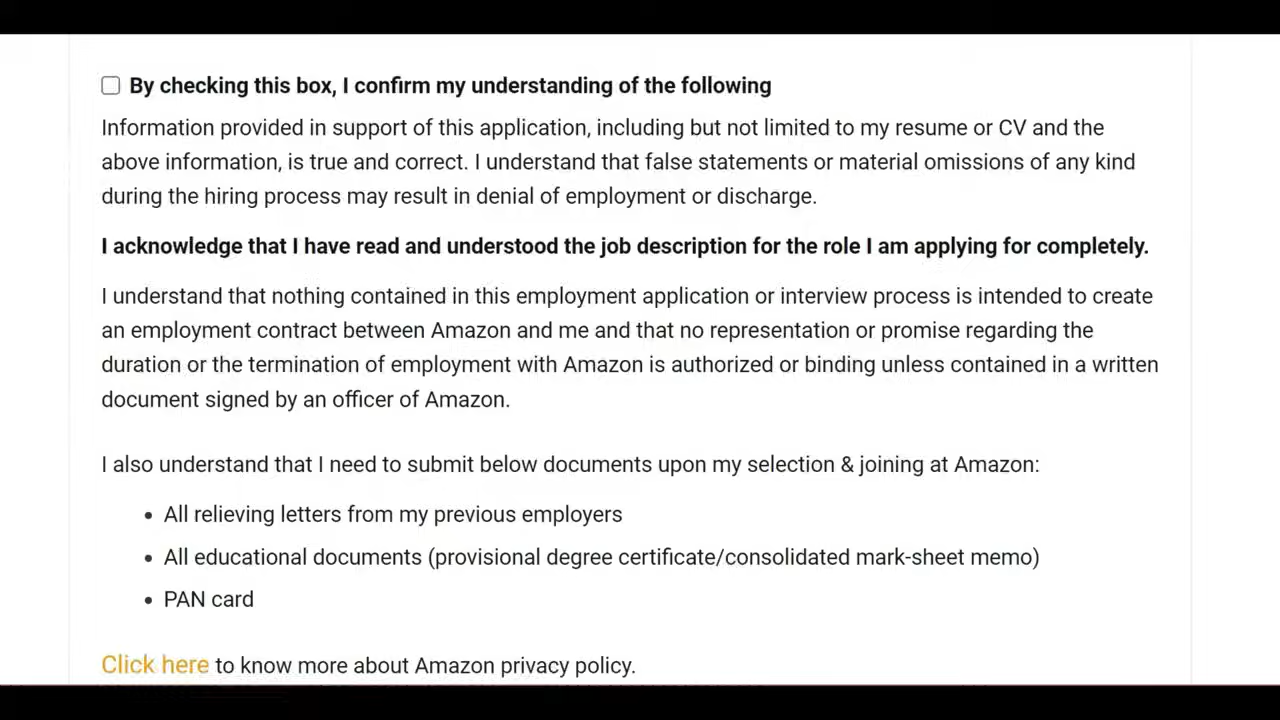 By checking this box, I confirm my understanding of the following
Information provided in support of this application, including but not limited to my resume or CV and the
above information, is true and correct. I understand that false statements or material omissions of any kind
during the hiring process may result in denial of employment or discharge.
I acknowledge that I have read and understood the job description for the role I am applying for completely.
I understand that nothing contained in this employment application or interview process is intended to create
an employment contract between Amazon and me and that no representation or promise regarding the
duration or the termination of employment with Amazon is authorized or binding unless contained in a written
document signed by an officer of Amazon.
I also understand that I need to submit below documents upon my selection & joining at Amazon:
• All relieving letters from my previous employers
• All educational documents (provisional degree certificate/consolidated mark-sheet memo)
• PAN card
Click here to know more about Amazon privacy policy.